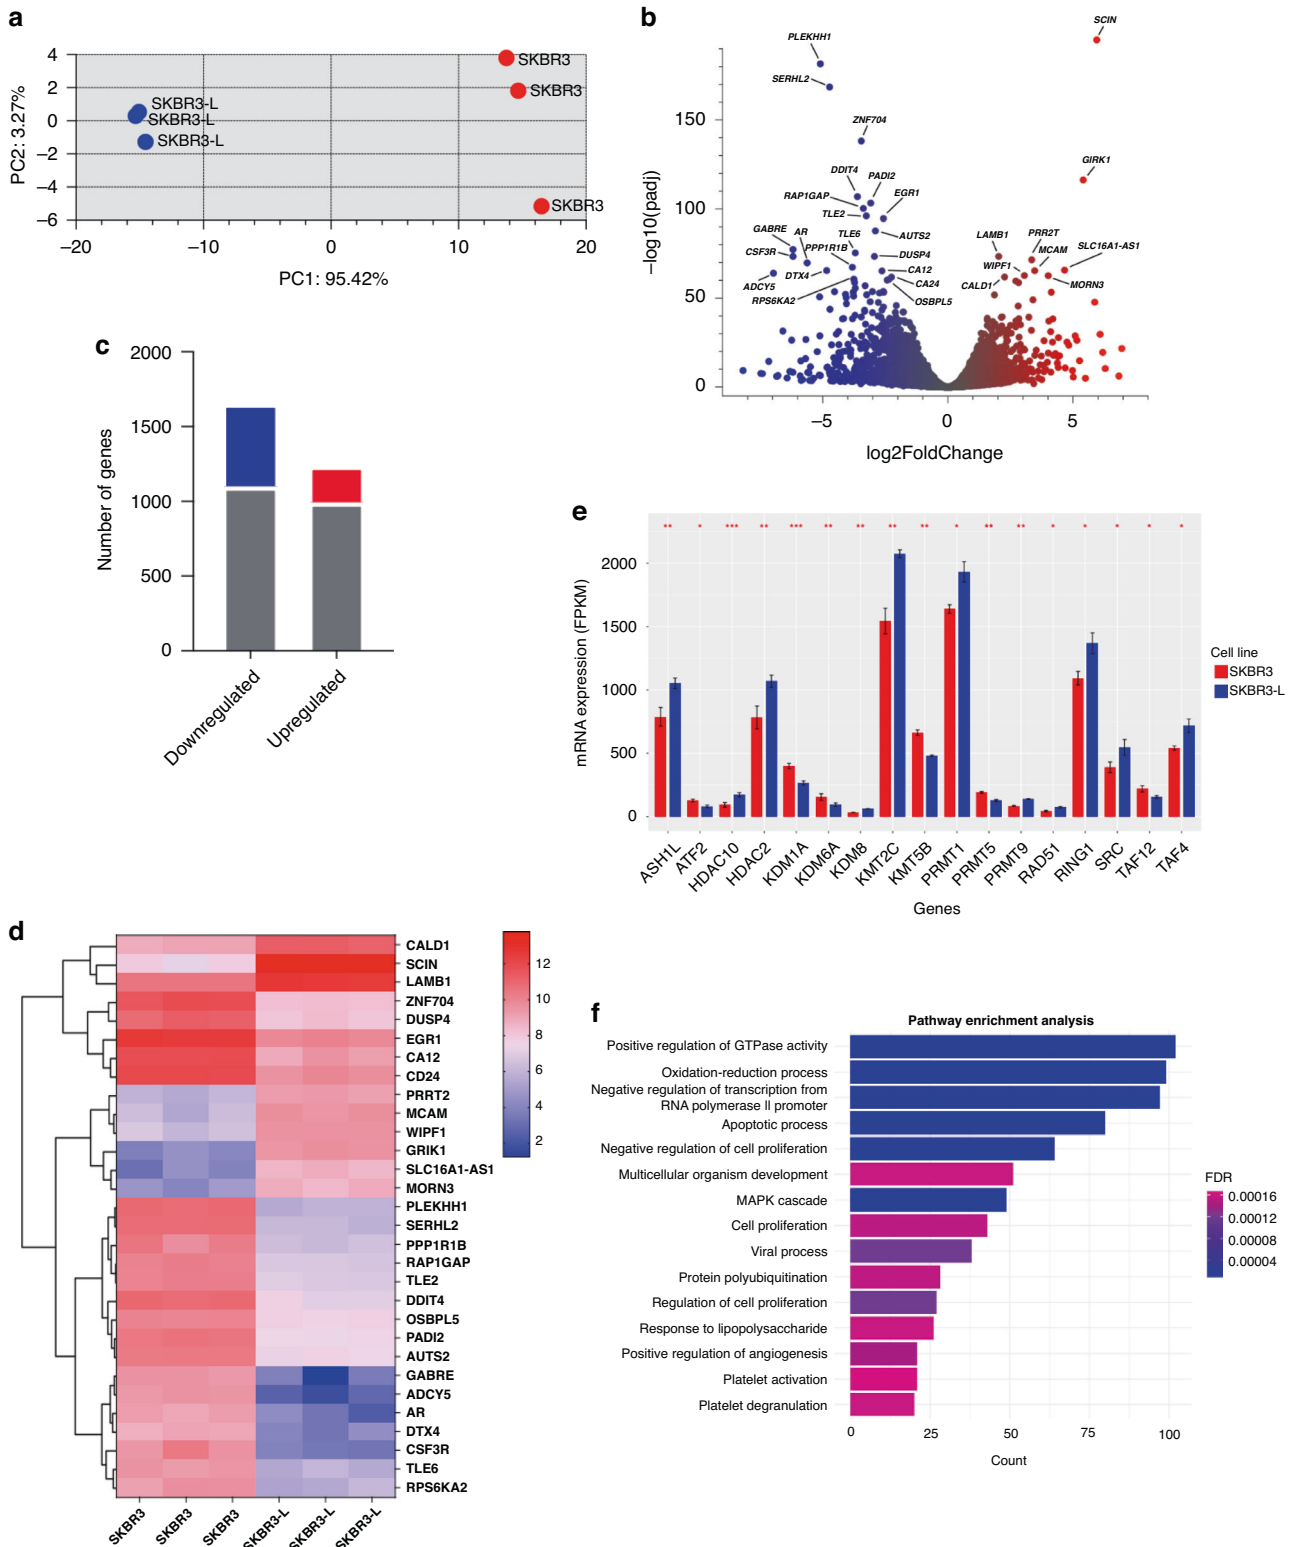 a
4
2
0
–2
–4
–6
PC2: 3.27%
SKBR3
SKBR3
SKBR3-L
SKBR3-L
SKBR3-L
SKBR3
–20
–10
0
10
20
PC1: 95.42%
b
SCIN
PLEKHH1
SERHL2
ZNF704
GIRK1
DDIT4
PADI2
RAP1GAP
EGR1
TLE2
GABRE
AR
TLE6
AUTS2
LAMB1
PRR2T
SLC16A1-AS1
CSF3R
PPP1R1B
DUSP4
MCAM
WIPF1
ADCY5
DTX4
CA12
CA24
CALD1
MORN3
RPS6KA2
OSBPL5
150
100
50
0
–log10(padj)
–5
0
5
log2FoldChange
c
2000
1500
1000
500
0
Number of genes
Downregulated
Upregulated
e
** * *** ** *** ** ** ** ** * ** ** * * * * *
2000
1500
1000
500
0
mRNA expression (FPKM)
ASH1L
ATF2
HDAC10
HDAC2
KDM1A
KDM6A
KDM8
KMT2C
KMT5B
PRMT1
PRMT5
PRMT9
RAD51
RING1
SRC
TAF12
TAF4
Genes
Cell line
SKBR3
SKBR3-L
d
CALD1
SCIN
LAMB1
ZNF704
DUSP4
EGR1
CA12
CD24
PRRT2
MCAM
WIPF1
GRIK1
SLC16A1-AS1
MORN3
PLEKHH1
SERHL2
PPP1R1B
RAP1GAP
TLE2
DDIT4
OSBPL5
PADI2
AUTS2
GABRE
ADCY5
AR
DTX4
CSF3R
TLE6
RPS6KA2
SKBR3
SKBR3
SKBR3
SKBR3-L
SKBR3-L
SKBR3-L
12
10
8
6
4
2
f
Pathway enrichment analysis
Positive regulation of GTPase activity
Oxidation-reduction process
Negative regulation of transcription from
RNA polymerase II promoter
Apoptotic process
Negative regulation of cell proliferation
Multicellular organism development
MAPK cascade
Cell proliferation
Viral process
Protein polyubiquitination
Regulation of cell proliferation
Response to lipopolysaccharide
Positive regulation of angiogenesis
Platelet activation
Platelet degranulation
0
25
50
75
100
Count
FDR
0.00016
0.00012
0.00008
0.00004